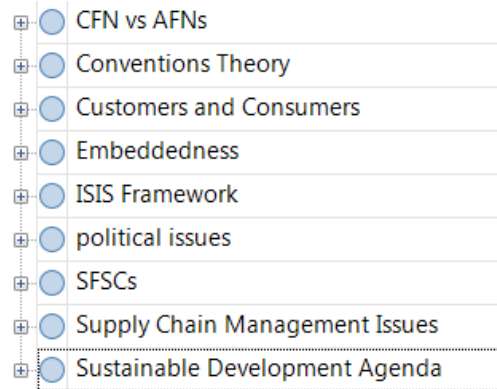 CFN vs AFNs
Conventions Theory
Customers and Consumers
Embeddedness
ISIS Framework
political issues
SFSCs
Supply Chain Management Issues
Sustainable Development Agenda